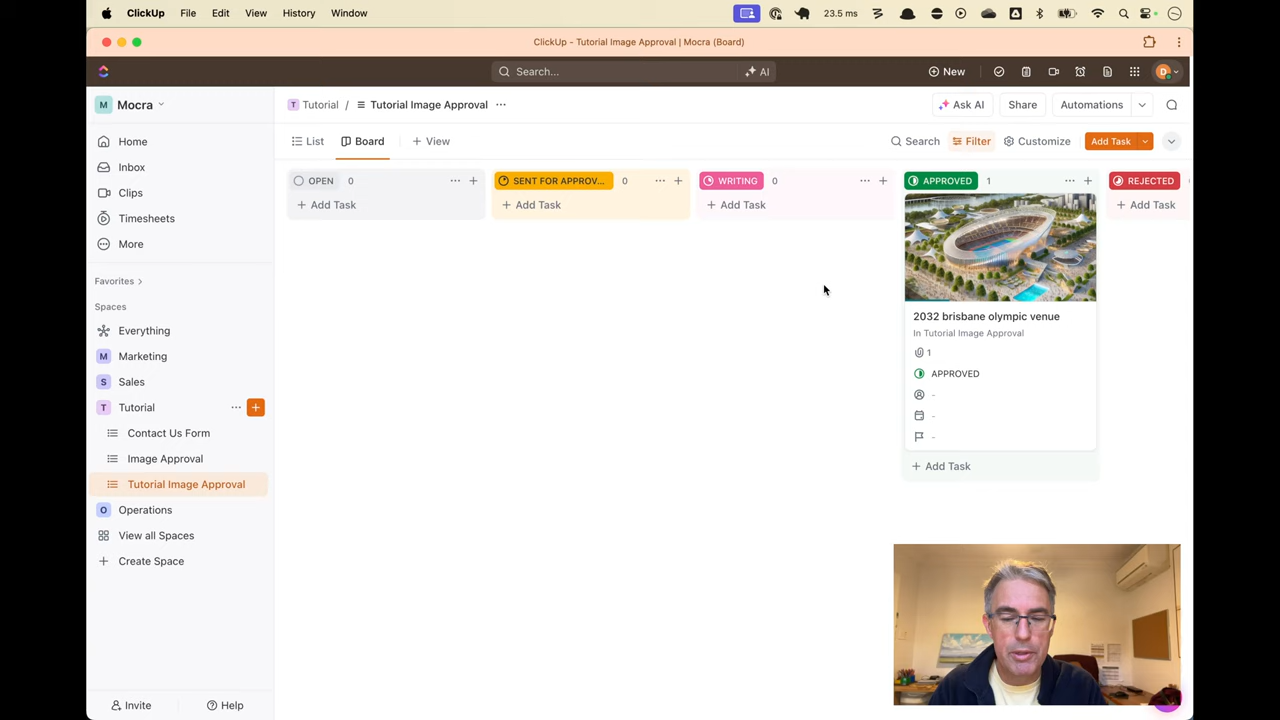 ClickUp File Edit View History Window 23.5 ms
ClickUp - Tutorial Image Approval | Mocra (Board)
Search... AI New D
M Mocra T Tutorial / Tutorial Image Approval ... Ask AI Share Automations
Home
Inbox
Clips
Timesheets
More
Favorites
Spaces
Everything
M Marketing
S Sales
T Tutorial
Contact Us Form
Image Approval
Tutorial Image Approval
O Operations
View all Spaces
+ Create Space
Invite Help
List Board + View Search Filter Customize Add Task
OPEN 0 ... +
+ Add Task
SENT FOR APPROV... 0 ... +
+ Add Task
WRITING 0 ... +
+ Add Task
APPROVED 1 ... +
2032 brisbane olympic venue
In Tutorial Image Approval
1
APPROVED
-
-
-
+ Add Task
REJECTED
+ Add Task